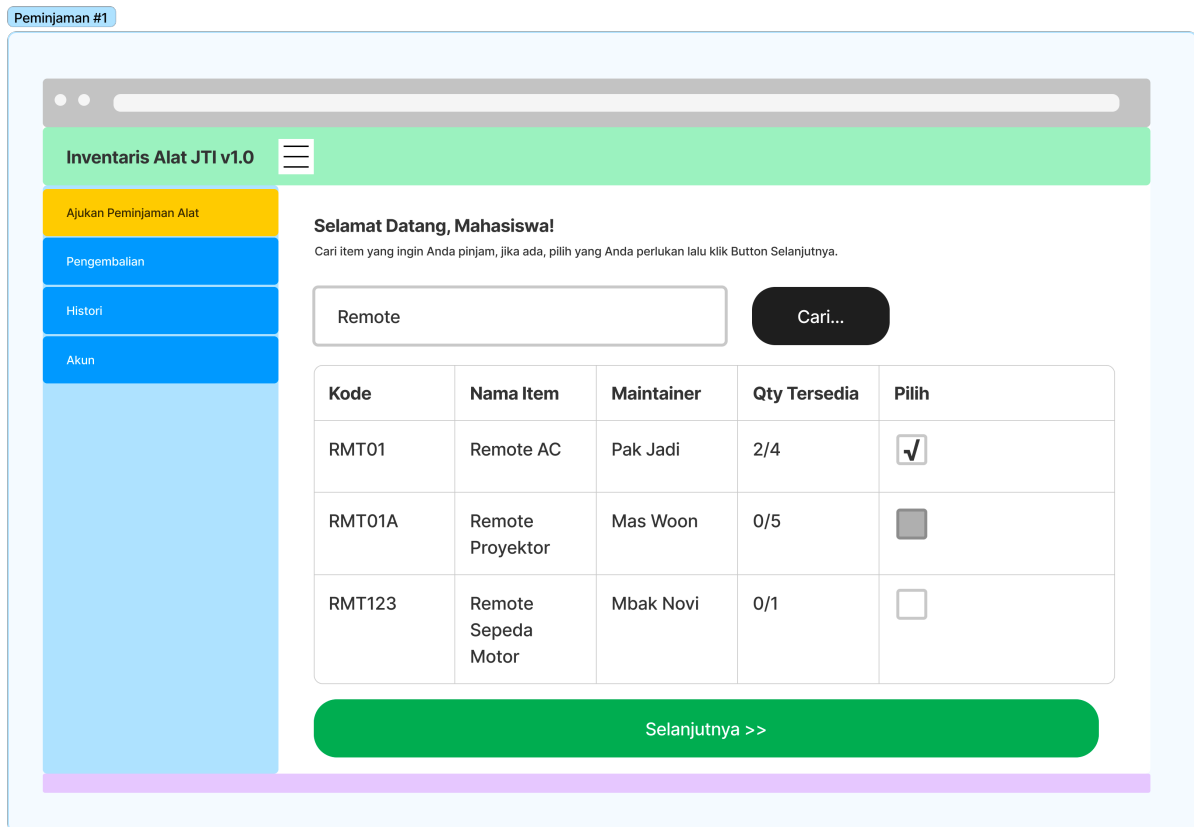 Peminjaman #1
Inventaris Alat JTI v1.0
Ajukan Peminjaman Alat
Pengembalian
Histori
Akun
Selamat Datang, Mahasiswa!
Cari item yang ingin Anda pinjam, jika ada, pilih yang Anda perlukan lalu klik Button Selanjutnya.
Remote Cari...
Kode Nama Item Maintainer Qty Tersedia Pilih
RMT01 Remote AC Pak Jadi 2/4 √
RMT01A Remote Mas Woon 0/5
Proyektor
RMT123 Remote Mbak Novi 0/1
Sepeda
Motor
Selanjutnya >>